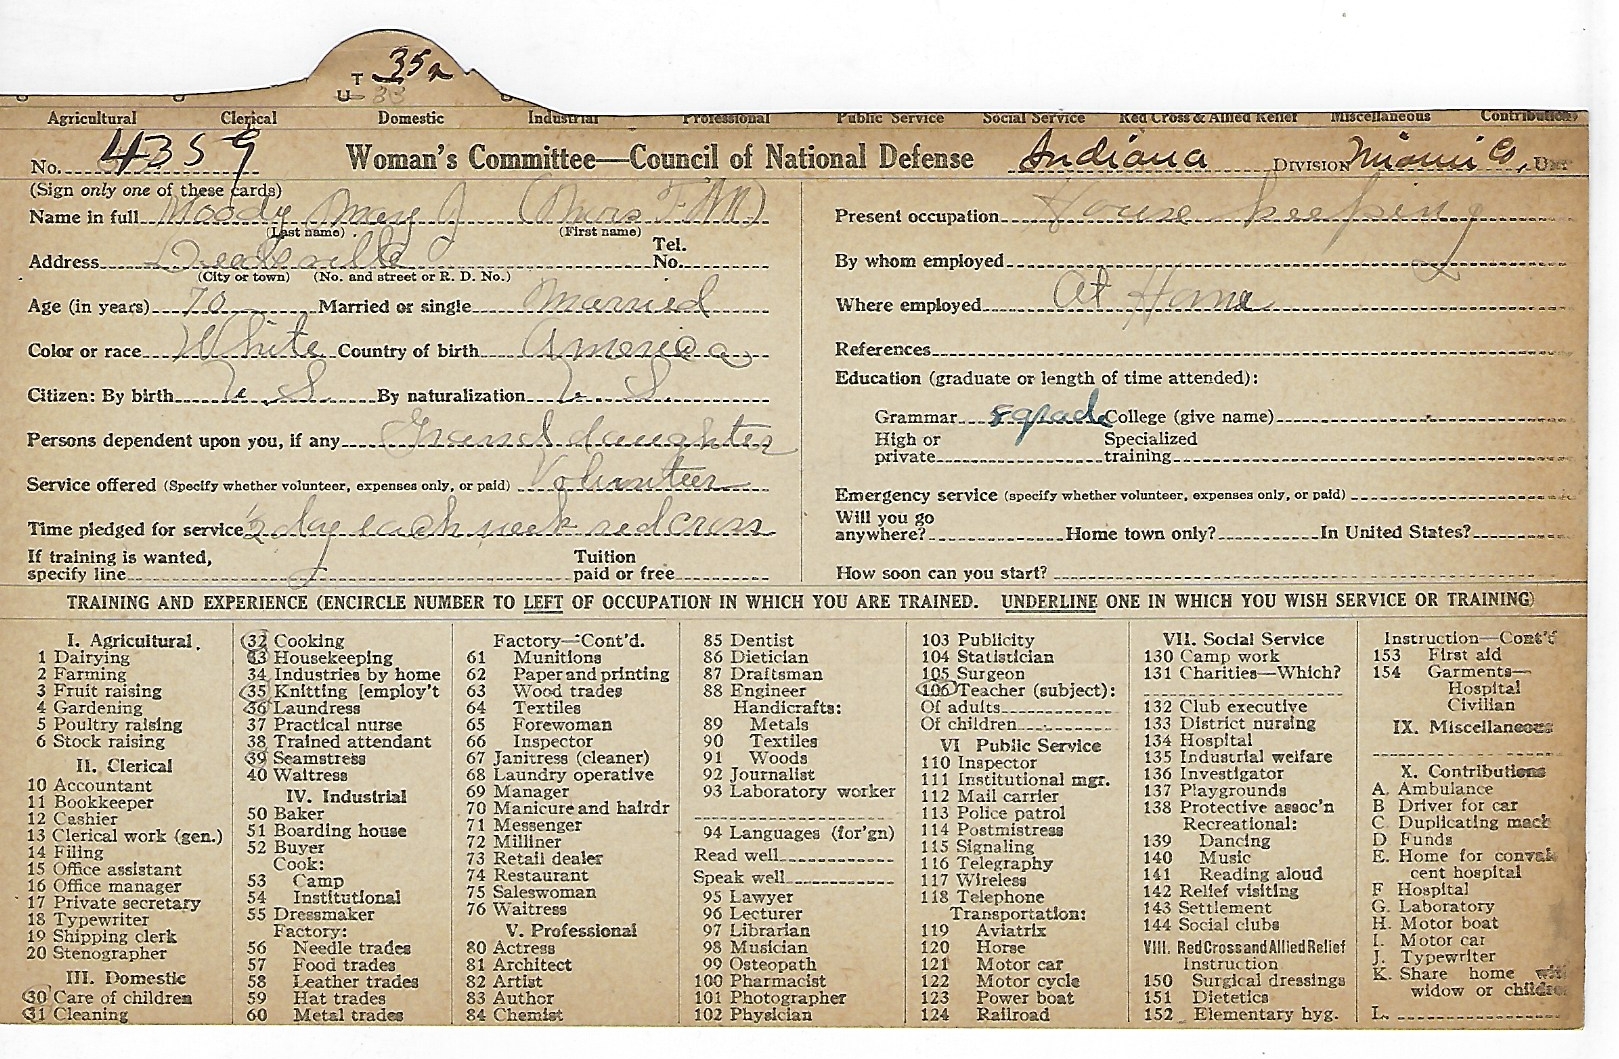 T 35a
U 33
Agricultural Clerical Domestic Industrial Professional Public Service Social Service Red Cross & Allied Relief Miscellaneous Contributions
No. 4359 Woman's Committee—Council of National Defense Indiana Division Miami Co,
(Sign only one of these cards)
Name in full Moody Mary J (Mrs F M)
(Last name) (First name)
Address Deedsville Tel. No.
(City or town) (No. and street or R. D. No.)
Age (in years) 70 Married or single Married
Color or race White Country of birth America
Citizen: By birth U. S. By naturalization U. S.
Persons dependent upon you, if any Grand daughter
Service offered (Specify whether volunteer, expenses only, or paid) Volunteer
Time pledged for service ½ day each week red cross
If training is wanted, specify line Tuition paid or free
Present occupation House keeping
By whom employed
Where employed At Home
References
Education (graduate or length of time attended):
Grammar 8 grade College (give name)
High or private Specialized training
Emergency service (specify whether volunteer, expenses only, or paid)
Will you go anywhere? Home town only? In United States?
How soon can you start?
TRAINING AND EXPERIENCE (ENCIRCLE NUMBER TO LEFT OF OCCUPATION IN WHICH YOU ARE TRAINED. UNDERLINE ONE IN WHICH YOU WISH SERVICE OR TRAINING)
I. Agricultural
1 Dairying
2 Farming
3 Fruit raising
4 Gardening
5 Poultry raising
6 Stock raising
II. Clerical
10 Accountant
11 Bookkeeper
12 Cashier
13 Clerical work (gen.)
14 Filing
15 Office assistant
16 Office manager
17 Private secretary
18 Typewriter
19 Shipping clerk
20 Stenographer
III. Domestic
30 Care of children
31 Cleaning
32 Cooking
33 Housekeeping
34 Industries by home
35 Knitting [employ't
36 Laundress
37 Practical nurse
38 Trained attendant
39 Seamstress
40 Waitress
IV. Industrial
50 Baker
51 Boarding house
52 Buyer
Cook:
53 Camp
54 Institutional
55 Dressmaker
Factory:
56 Needle trades
57 Food trades
58 Leather trades
59 Hat trades
60 Metal trades
Factory—Cont'd.
61 Munitions
62 Paper and printing
63 Wood trades
64 Textiles
65 Forewoman
66 Inspector
67 Janitress (cleaner)
68 Laundry operative
69 Manager
70 Manicure and hairdr
71 Messenger
72 Milliner
73 Retail dealer
74 Restaurant
75 Saleswoman
76 Waitress
V. Professional
80 Actress
81 Architect
82 Artist
83 Author
84 Chemist
85 Dentist
86 Dietician
87 Draftsman
88 Engineer
Handicrafts:
89 Metals
90 Textiles
91 Woods
92 Journalist
93 Laboratory worker
94 Languages (for'gn)
Read well
Speak well
95 Lawyer
96 Lecturer
97 Librarian
98 Musician
99 Osteopath
100 Pharmacist
101 Photographer
102 Physician
103 Publicity
104 Statistician
105 Surgeon
106 Teacher (subject):
Of adults
Of children
VI Public Service
110 Inspector
111 Institutional mgr.
112 Mail carrier
113 Police patrol
114 Postmistress
115 Signaling
116 Telegraphy
117 Wireless
118 Telephone
Transportation:
119 Aviatrix
120 Horse
121 Motor car
122 Motor cycle
123 Power boat
124 Railroad
VII. Social Service
130 Camp work
131 Charities—Which?
132 Club executive
133 District nursing
134 Hospital
135 Industrial welfare
136 Investigator
137 Playgrounds
138 Protective assoc'n
Recreational:
139 Dancing
140 Music
141 Reading aloud
142 Relief visiting
143 Settlement
144 Social clubs
VIII. Red Cross and Allied Relief
Instruction
150 Surgical dressings
151 Dietetics
152 Elementary hyg.
Instruction—Cont'd
153 First aid
154 Garments—
Hospital
Civilian
IX. Miscellaneous
X. Contributions
A. Ambulance
B Driver for car
C. Duplicating mach
D. Funds
E. Home for conval
cent hospital
F Hospital
G. Laboratory
H. Motor boat
I. Motor car
J. Typewriter
K. Share home with
widow or children
L.